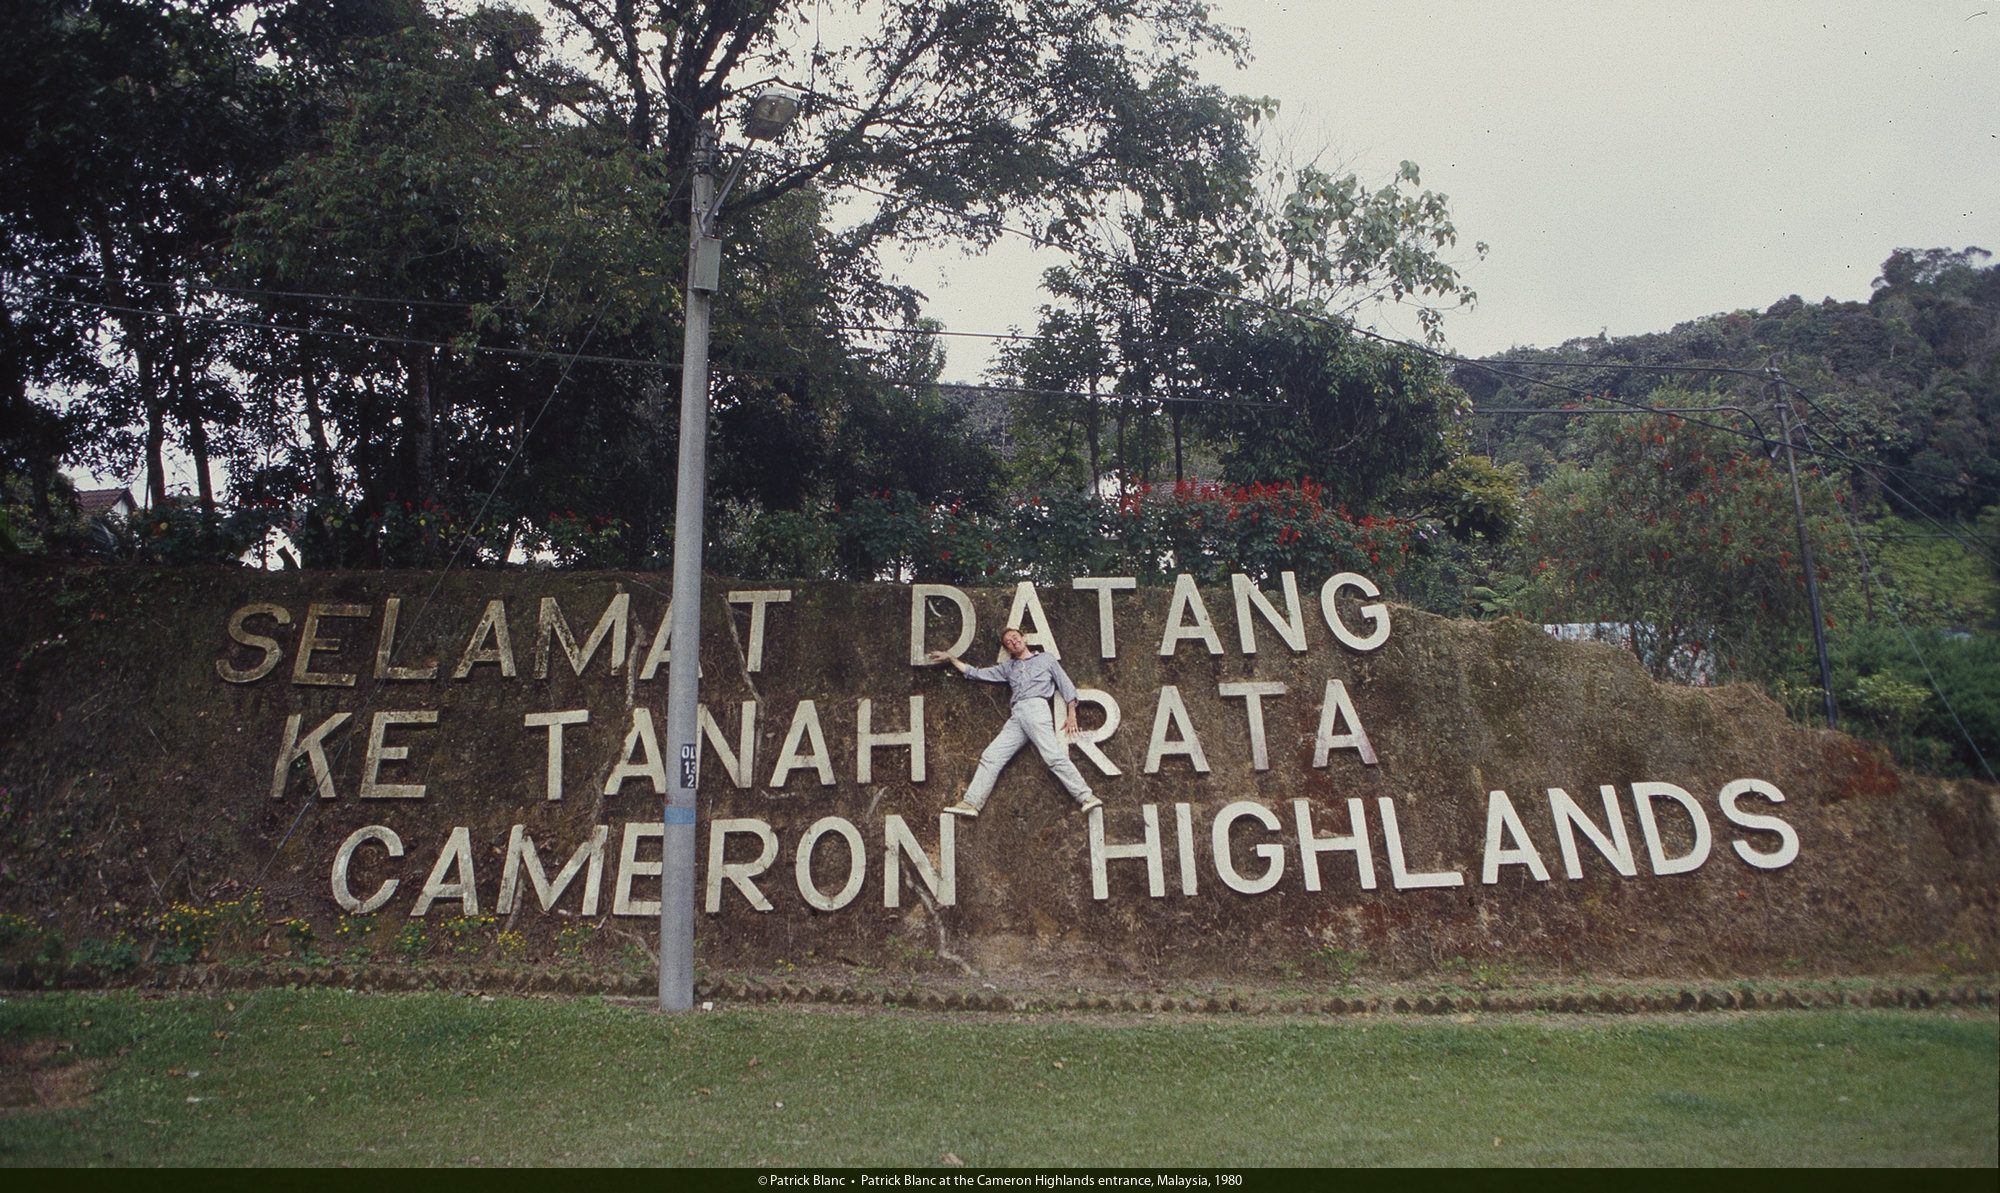 SELAMAT DATANG
KE TANAH RATA
CAMERON HIGHLANDS
© Patrick Blanc • Patrick Blanc at the Cameron Highlands entrance, Malaysia, 1980